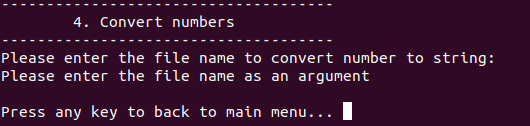 -------------------------------------
4. Convert numbers
-------------------------------------
Please enter the file name to convert number to string:
Please enter the file name as an argument
Press any key to back to main menu...